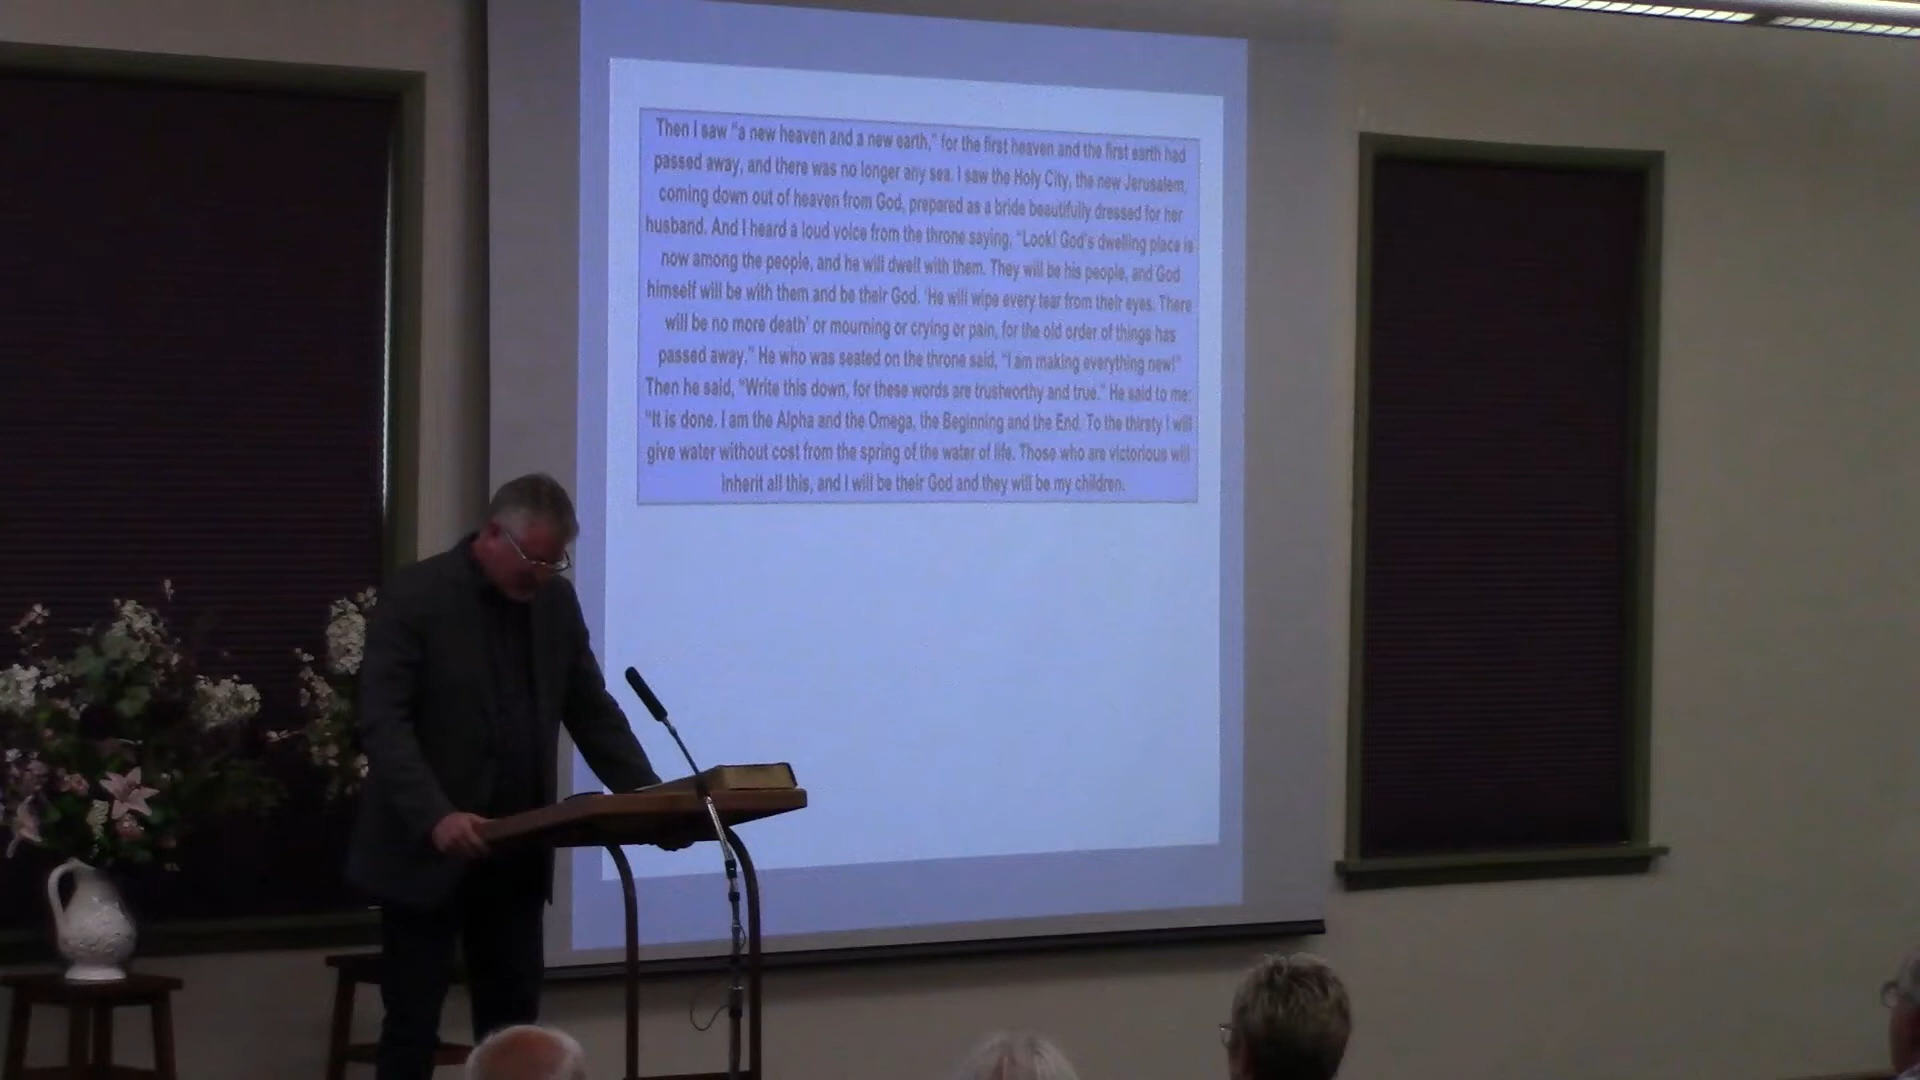 Then I saw “a new heaven and a new earth,” for the first heaven and the first earth had
passed away, and there was no longer any sea. I saw the Holy City, the new Jerusalem,
coming down out of heaven from God, prepared as a bride beautifully dressed for her
husband. And I heard a loud voice from the throne saying, “Look! God's dwelling place is
now among the people, and he will dwell with them. They will be his people, and God
himself will be with them and be their God. ‘He will wipe every tear from their eyes. There
will be no more death’ or mourning or crying or pain, for the old order of things has
passed away.” He who was seated on the throne said, “I am making everything new!”
Then he said, “Write this down, for these words are trustworthy and true.” He said to me:
“It is done. I am the Alpha and the Omega, the Beginning and the End. To the thirsty I will
give water without cost from the spring of the water of life. Those who are victorious will
inherit all this, and I will be their God and they will be my children.